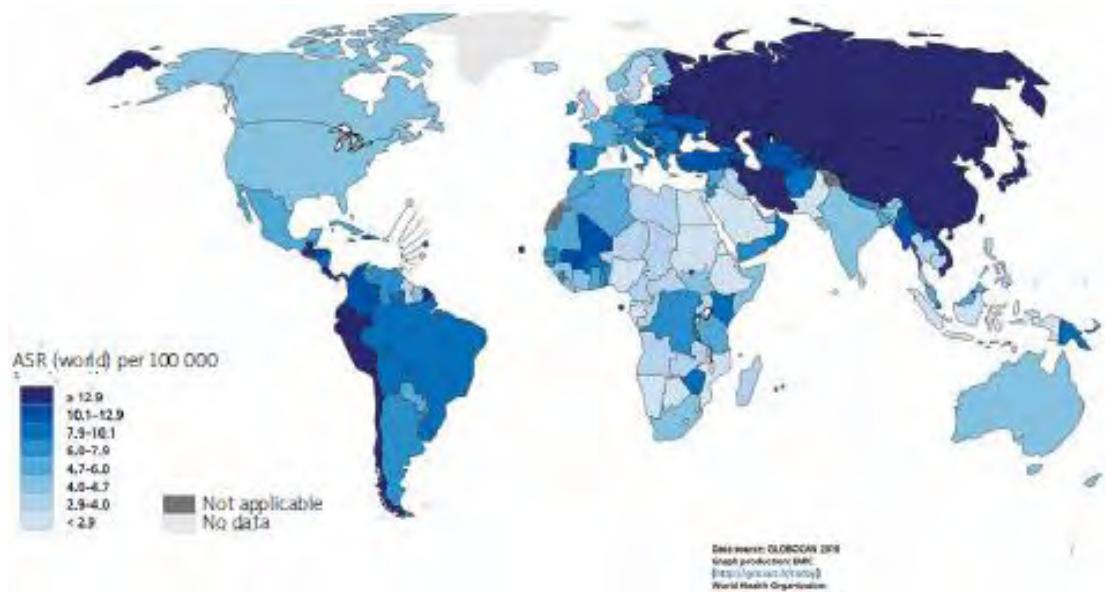 ASR (world) per 100 000
≥ 12.9
10.1–12.9
7.9–10.1
6.0–7.9
4.7–6.0
4.0–4.7
2.9–4.0
< 2.9
Not applicable
No data
Data source: GLOBOCAN
Graph production:
World Health Organization